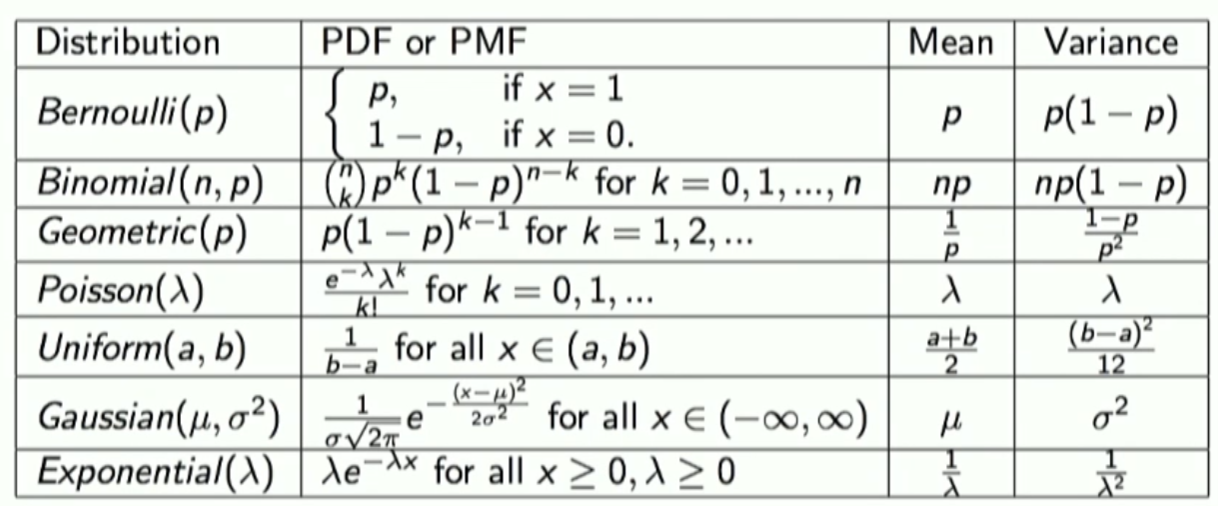 Distribution | PDF or PMF | Mean | Variance
Bernoulli(p) | { p, if x = 1 | p | p(1 − p)
1 − p, if x = 0.
Binomial(n, p) | (n k) p^k (1 − p)^{n−k} for k = 0, 1, ..., n | np | np(1 − p)
Geometric(p) | p(1 − p)^{k−1} for k = 1, 2, ... | 1/p | (1−p)/p^2
Poisson(λ) | e^{−λ} λ^k / k! for k = 0, 1, ... | λ | λ
Uniform(a, b) | 1/(b−a) for all x ∈ (a, b) | (a+b)/2 | (b−a)^2/12
Gaussian(μ, σ^2) | 1/(σ√2π) e^{−(x−μ)^2/(2σ^2)} for all x ∈ (−∞, ∞) | μ | σ^2
Exponential(λ) | λe^{−λx} for all x ≥ 0, λ ≥ 0 | 1/λ | 1/λ^2